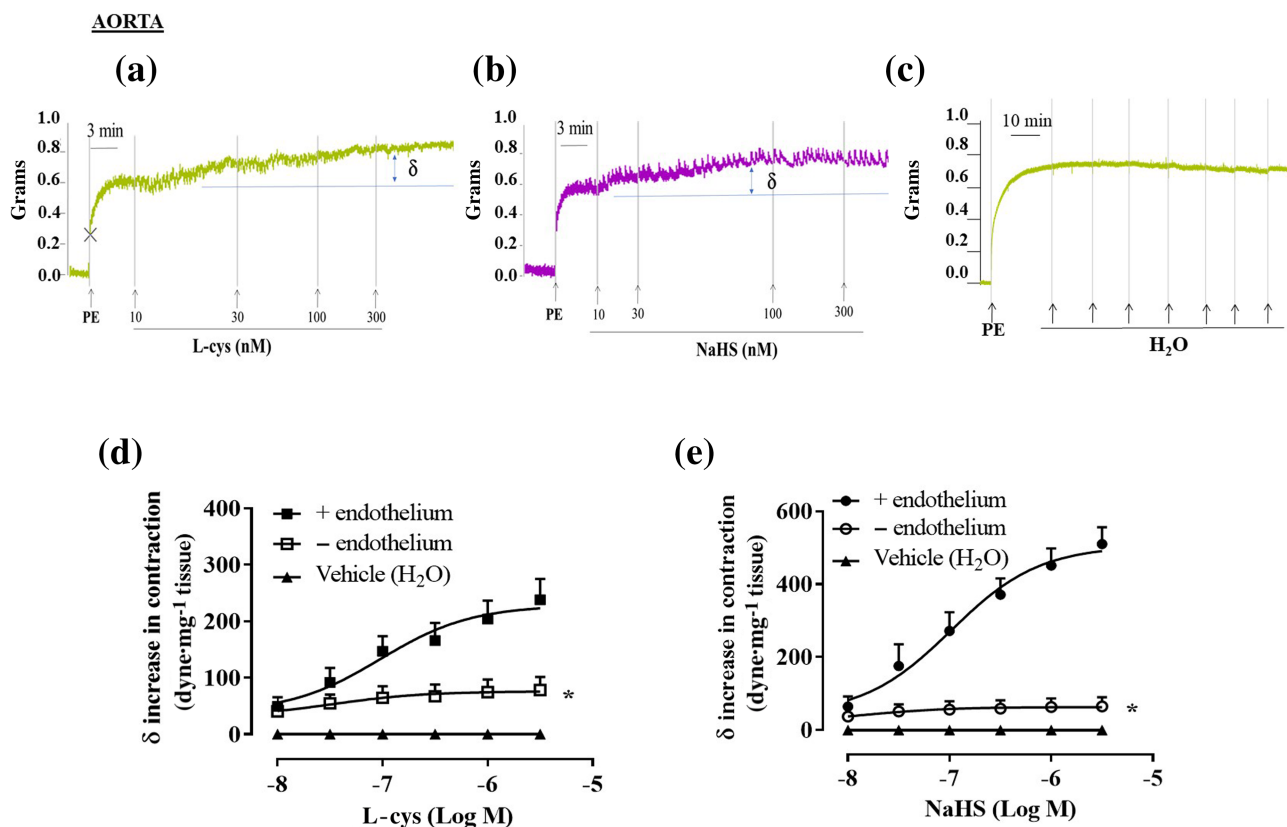 AORTA
(a)
1.0
0.8
0.6
0.4
0.2
0.0
Grams
3 min
δ
PE
10
30
100
300
L-cys (nM)
(b)
1.0
0.8
0.6
0.4
0.2
0.0
Grams
3 min
δ
PE
10
30
100
300
NaHS (nM)
(c)
1.0
0.8
0.6
0.4
0.2
0.0
Grams
10 min
PE
H₂O
(d)
δ increase in contraction
(dyne·mg⁻¹ tissue)
400
300
200
100
0
+ endothelium
− endothelium
Vehicle (H₂O)
*
-8
-7
-6
-5
L-cys (Log M)
(e)
δ increase in contraction
(dyne·mg⁻¹ tissue)
600
400
200
0
+ endothelium
− endothelium
Vehicle (H₂O)
*
-8
-7
-6
-5
NaHS (Log M)